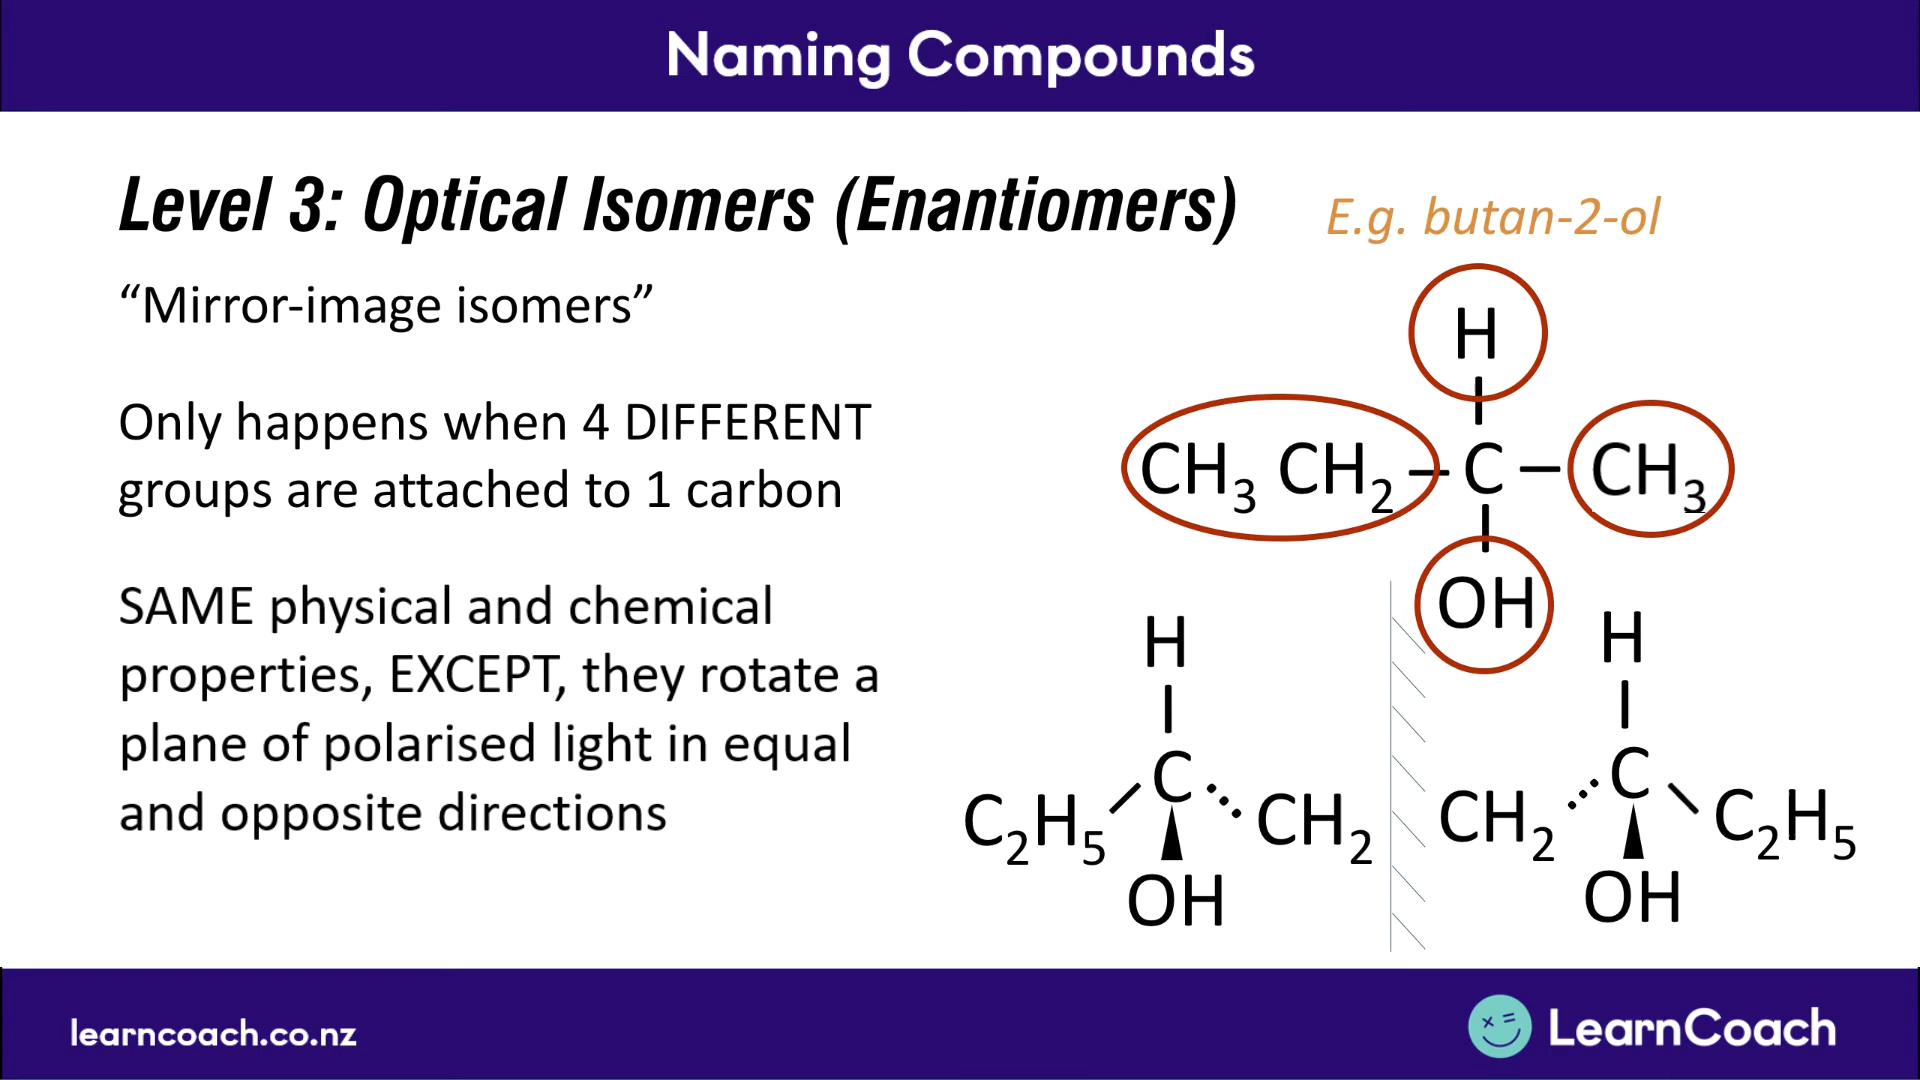 Naming Compounds
Level 3: Optical Isomers (Enantiomers)
E.g. butan-2-ol
“Mirror-image isomers”
Only happens when 4 DIFFERENT
groups are attached to 1 carbon
SAME physical and chemical
properties, EXCEPT, they rotate a
plane of polarised light in equal
and opposite directions
H
CH₃ CH₂ – C – CH₃
OH
H
C
C₂H₅ CH₂
OH
H
C
CH₂ C₂H₅
OH
learncoach.co.nz
LearnCoach